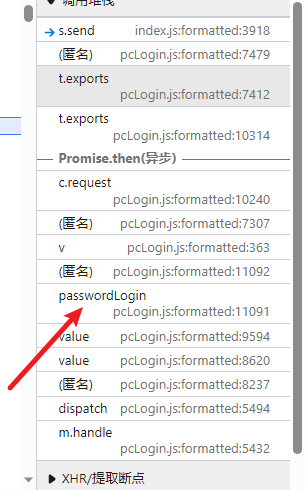 调用堆栈
s.send index.js:formatted:3918
(匿名) pcLogin.js:formatted:7479
t.exports
pcLogin.js:formatted:7412
t.exports
pcLogin.js:formatted:10314
Promise.then(异步)
c.request
pcLogin.js:formatted:10240
(匿名) pcLogin.js:formatted:7307
v pcLogin.js:formatted:363
(匿名) pcLogin.js:formatted:11092
passwordLogin
pcLogin.js:formatted:11091
value pcLogin.js:formatted:9594
value pcLogin.js:formatted:8620
(匿名) pcLogin.js:formatted:8237
dispatch pcLogin.js:formatted:5494
m.handle
pcLogin.js:formatted:5432
XHR/提取断点